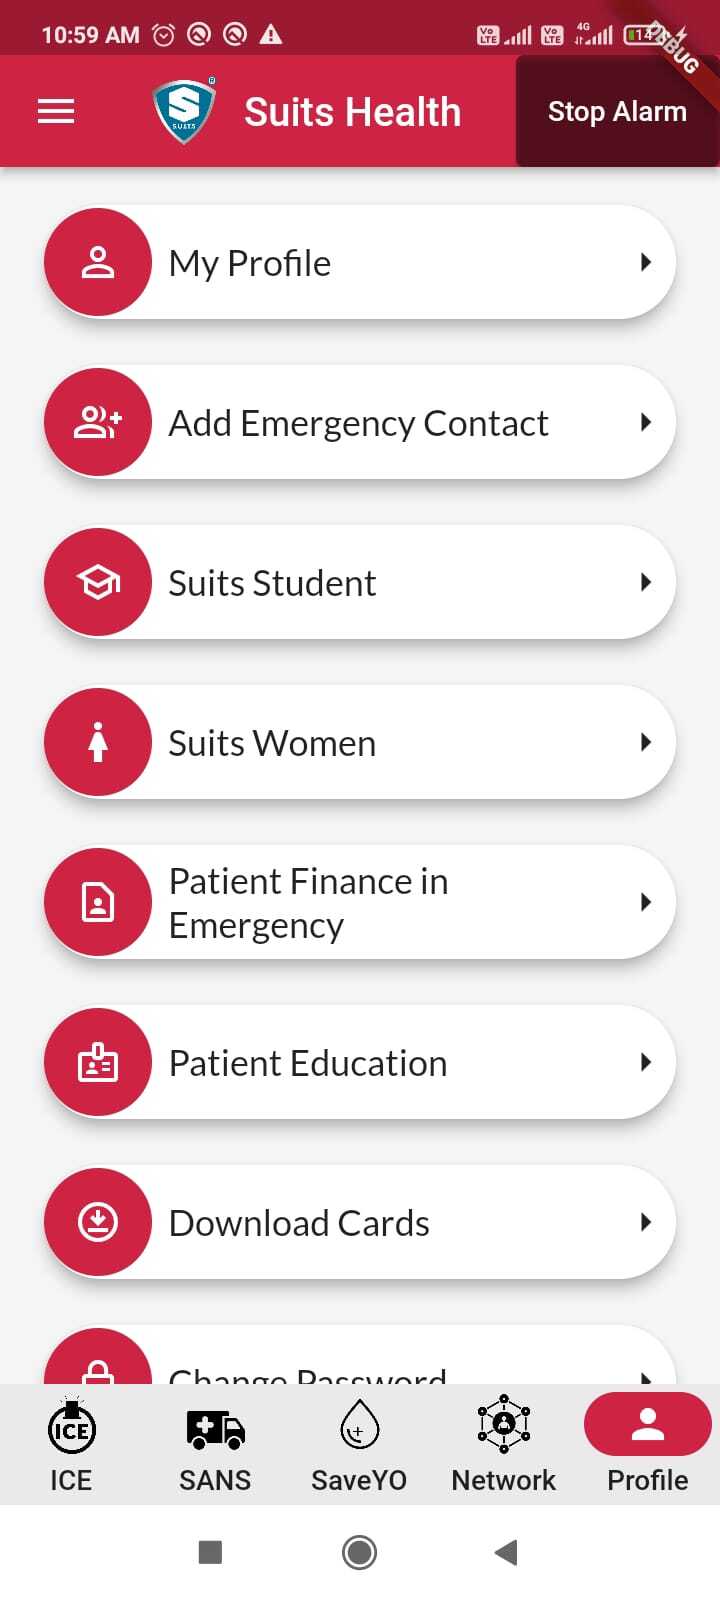 10:59 AM
Vo LTE
Vo LTE
4G
14
DEBUG
S
SUITS
®
Suits Health
Stop Alarm
My Profile
Add Emergency Contact
Suits Student
Suits Women
Patient Finance in
Emergency
Patient Education
Download Cards
Change Password
ICE
ICE
SANS
SaveYO
Network
Profile